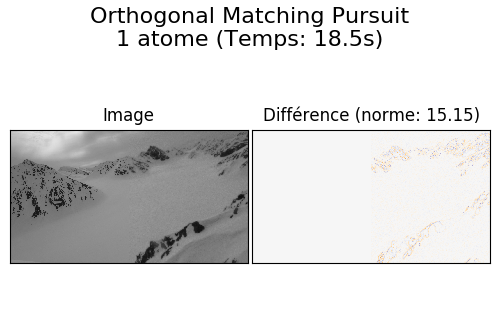 Orthogonal Matching Pursuit
1 atome (Temps: 18.5s)
Image
Différence (norme: 15.15)